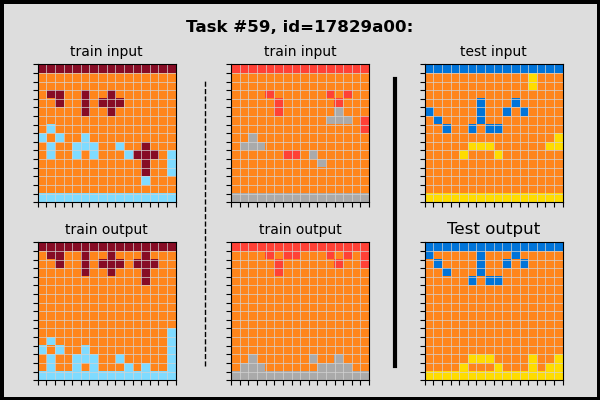 Task #59, id=17829a00:
train input
train input
test input
train output
train output
Test output